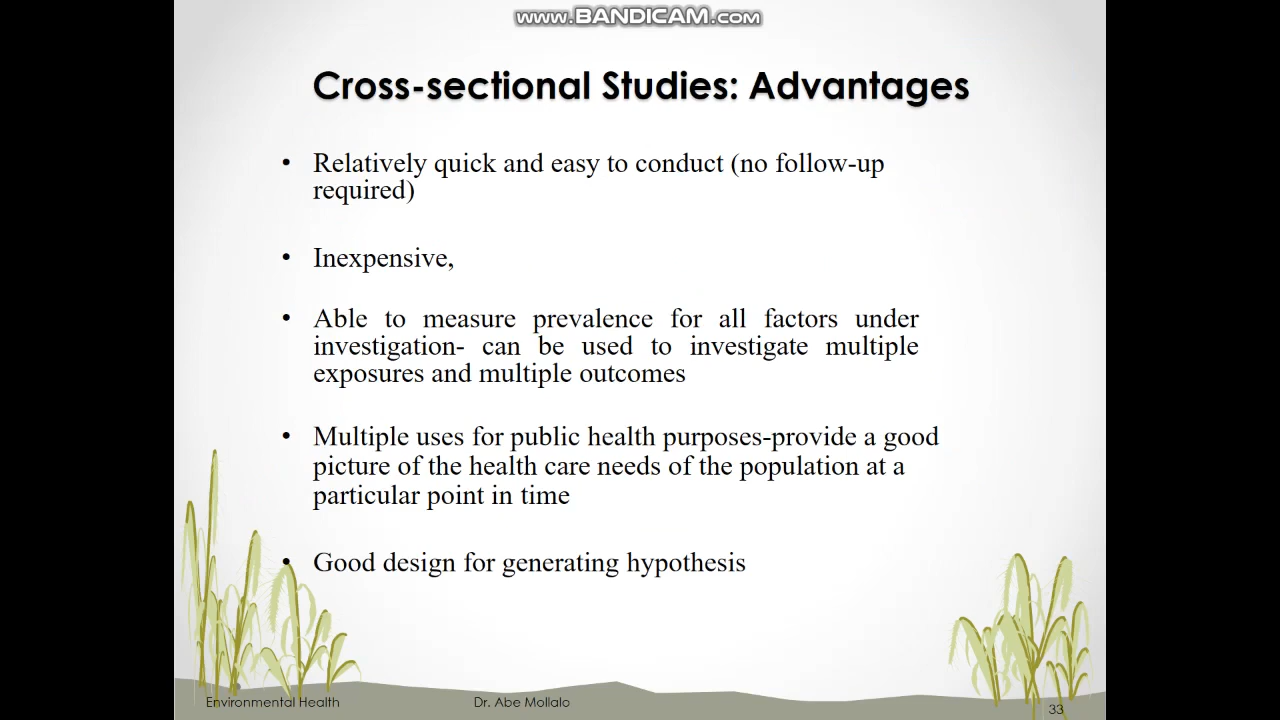 www.BANDICAM.com
Cross-sectional Studies: Advantages
• Relatively quick and easy to conduct (no follow-up
required)
• Inexpensive,
• Able to measure prevalence for all factors under
investigation- can be used to investigate multiple
exposures and multiple outcomes
• Multiple uses for public health purposes-provide a good
picture of the health care needs of the population at a
particular point in time
• Good design for generating hypothesis
Environmental Health
Dr. Abe Mollalo
33